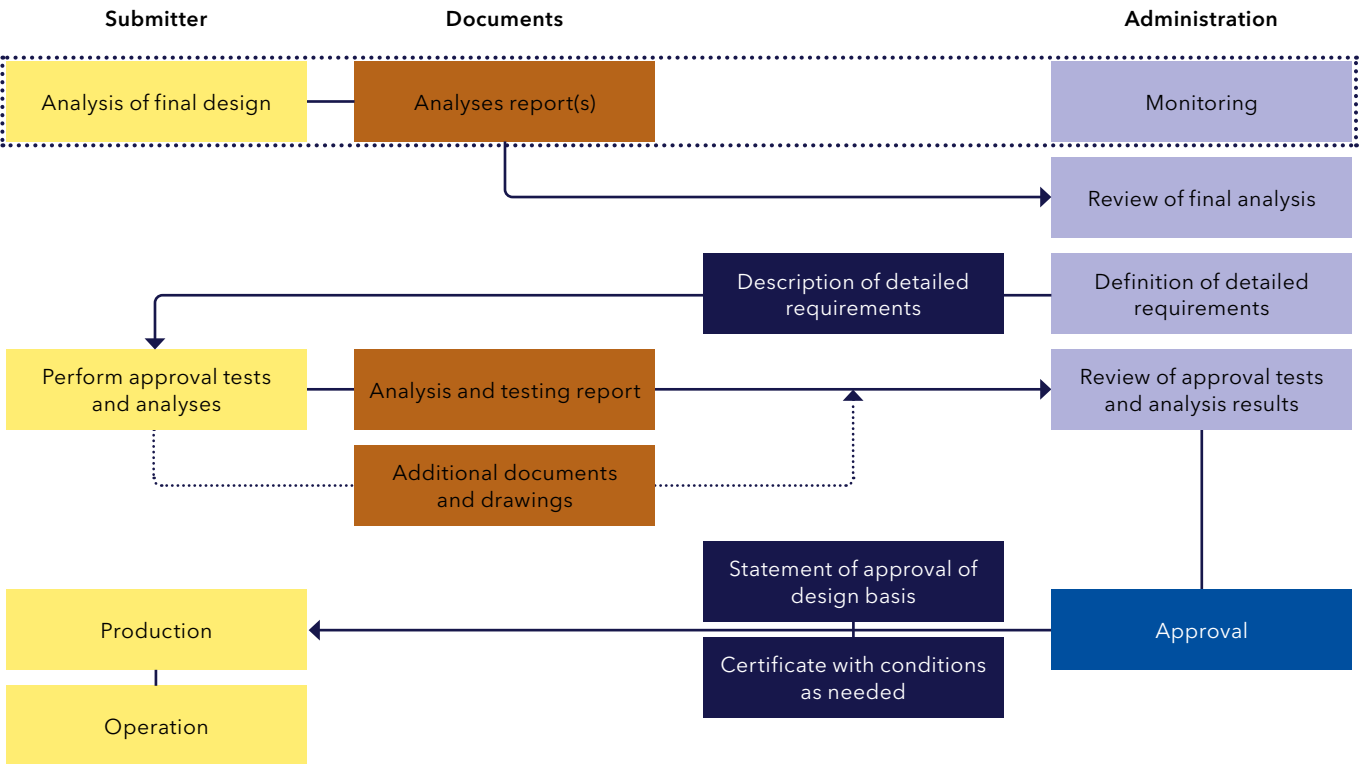 Submitter
Documents
Administration
Analysis of final design
Analyses report(s)
Monitoring
Review of final analysis
Description of detailed
requirements
Definition of detailed
requirements
Perform approval tests
and analyses
Analysis and testing report
Review of approval tests
and analysis results
Additional documents
and drawings
Statement of approval of
design basis
Production
Approval
Certificate with conditions
as needed
Operation